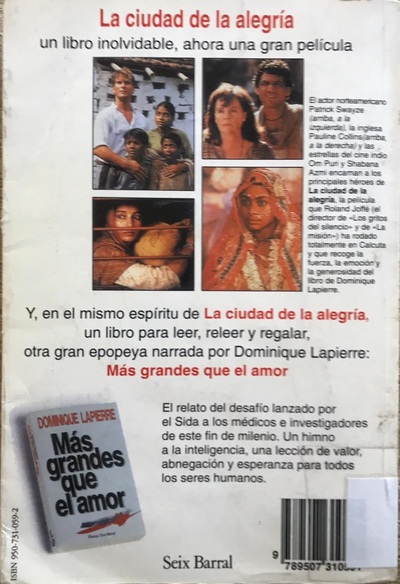 La ciudad de la alegría
un libro inolvidable, ahora una gran película
El actor norteamericano
Patrick Swayze
(arriba, a la
izquierda), la inglesa
Pauline Collins (arriba,
a la derecha) y las
estrellas del cine indio
Om Puri y Shabana
Azmi encarnan a los
principales héroes de
La ciudad de la
alegría, la película
que Roland Joffé (el
director de «Los gritos
del silencio» y de «La
misión») ha rodado
totalmente en Calcuta
y que recoge la
fuerza, la emoción y
la generosidad del
libro de Dominique
Lapierre.
Y, en el mismo espíritu de La ciudad de la alegría,
un libro para leer, releer y regalar,
otra gran epopeya narrada por Dominique Lapierre:
Más grandes que el amor
DOMINIQUE LAPIERRE
Más
grandes
que
el amor
El relato del desafío lanzado por
el Sida a los médicos e investigadores
de este fin de milenio. Un himno
a la inteligencia, una lección de valor,
abnegación y esperanza para todos
los seres humanos.
ISBN 950-731-059-2
Seix Barral
9 789507 310